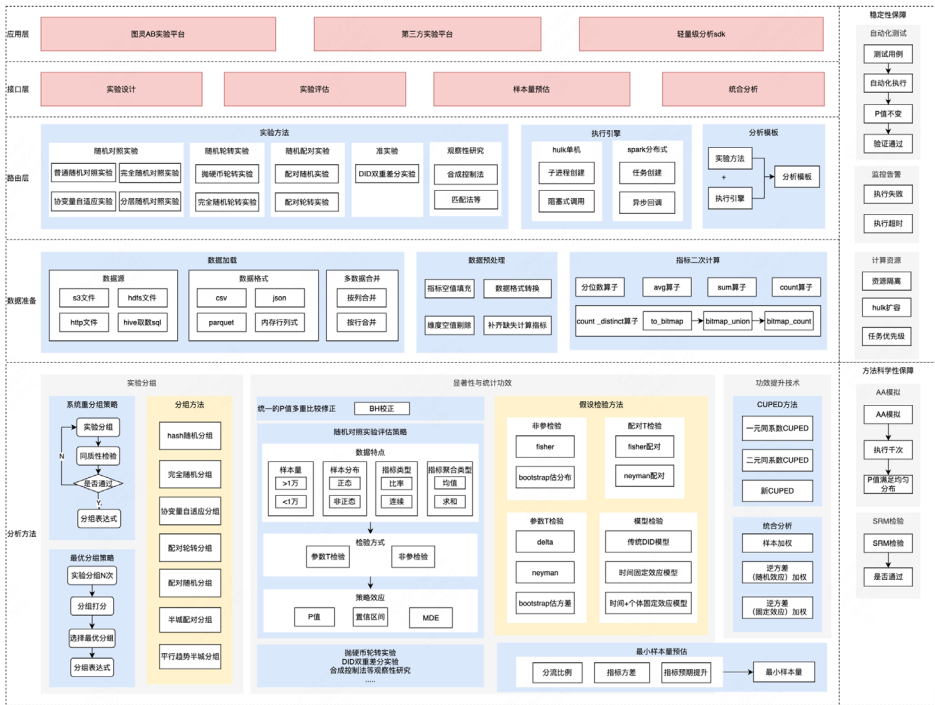 应用层
图灵AB实验平台
第三方实验平台
轻量级分析sdk
接口层
实验设计
实验评估
样本量预估
统合分析
路由层
实验方法
随机对照实验
普通随机对照实验
完全随机对照实验
协变量自适应实验
分层随机对照实验
随机轮转实验
抛硬币轮转实验
完全随机轮转实验
随机配对实验
配对随机实验
配对轮转实验
准实验
DID双重差分实验
观察性研究
合成控制法
匹配法等
执行引擎
hulk单机
子进程创建
阻塞式调用
spark分布式
任务创建
异步回调
分析模板
实验方法
+
执行引擎
分析模板
数据准备
数据加载
数据源
s3文件
hdfs文件
http文件
hive取数sql
数据格式
csv
json
parquet
内存行列式
多数据合并
按列合并
按行合并
数据预处理
指标空值填充
数据格式转换
维度空值剔除
补齐缺失计算指标
指标二次计算
分位数算子
avg算子
sum算子
count算子
count _distinct算子
to_bitmap
bitmap_union
bitmap_count
分析方法
实验分组
系统重分组策略
实验分组
同质性检验
N
是否通过
Y
分组表达式
最优分组策略
实验分组N次
分组打分
选择最优分组
分组表达式
分组方法
hash随机分组
完全随机分组
协变量自适应分组
配对轮转分组
配对随机分组
半城配对分组
平行趋势半城分组
显著性与统计功效
统一的P值多重比较修正
BH校正
随机对照实验评估策略
数据特点
样本量
>1万
<1万
样本分布
正态
非正态
指标类型
比率
连续
指标聚合类型
均值
求和
检验方式
参数T检验
非参检验
策略效应
P值
置信区间
MDE
抛硬币轮转实验
DID双重差分实验
合成控制法等观察性研究
.....
假设检验方法
非参检验
fisher
bootstrap估分布
配对T检验
fisher配对
neyman配对
参数T检验
delta
neyman
bootstrap估方差
模型检验
传统DID模型
时间固定效应模型
时间+个体固定效应模型
最小样本量预估
分流比例
指标方差
指标预期提升
最小样本量
功效提升技术
CUPED方法
一元同系数CUPED
二元同系数CUPED
新CUPED
统合分析
样本加权
逆方差
（随机效应）加权
逆方差
（固定效应）加权
稳定性保障
自动化测试
测试用例
自动化执行
P值不变
验证通过
监控告警
执行失败
执行超时
计算资源
资源隔离
hulk扩容
任务优先级
方法科学性保障
AA模拟
AA模拟
执行千次
P值满足均匀
分布
SRM检验
SRM检验
是否通过